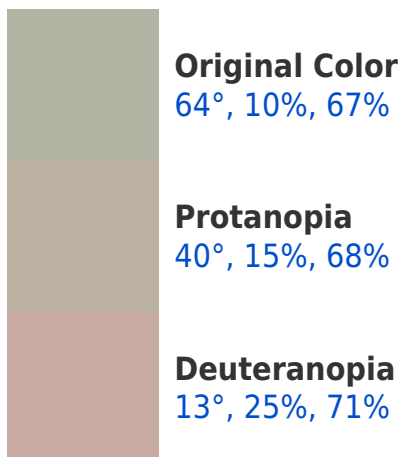 Original Color
64°, 10%, 67%
Protanopia
40°, 15%, 68%
Deuteranopia
13°, 25%, 71%